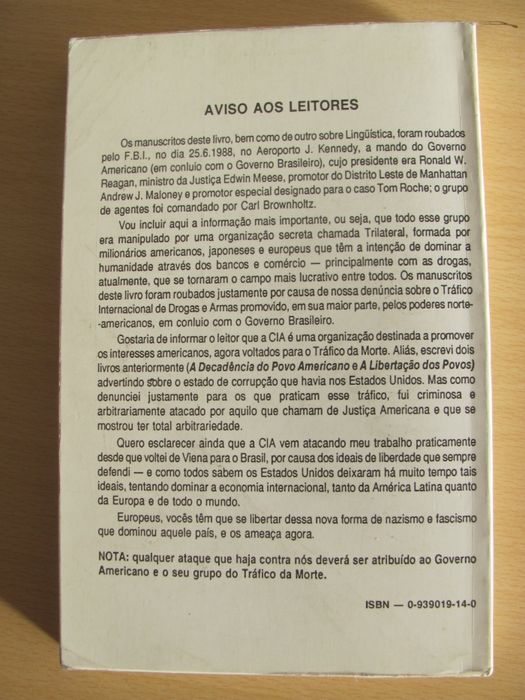 AVISO AOS LEITORES
Os manuscritos deste livro, bem como de outro sobre Lingüística, foram roubados
pelo F.B.I., no dia 25.6.1988, no Aeroporto J. Kennedy, a mando do Governo
Americano (em conluio com o Governo Brasileiro), cujo presidente era Ronald W.
Reagan, ministro da Justiça Edwin Meese, promotor do Distrito Leste de Manhattan
Andrew J. Maloney e promotor especial designado para o caso Tom Roche; o grupo
de agentes foi comandado por Carl Brownholtz.
Vou incluir aqui a informação mais importante, ou seja, que todo esse grupo
era manipulado por uma organização secreta chamada Trilateral, formada por
milionários americanos, japoneses e europeus que têm a intenção de dominar a
humanidade através dos bancos e comércio — principalmente com as drogas,
atualmente, que se tornaram o campo mais lucrativo entre todos. Os manuscritos
deste livro foram roubados justamente por causa de nossa denúncia sobre o Tráfico
Internacional de Drogas e Armas promovido, em sua maior parte, pelos poderes norte-
-americanos, em conluio com o Governo Brasileiro.
Gostaria de informar o leitor que a CIA é uma organização destinada a promover
os interesses americanos, agora voltados para o Tráfico da Morte. Aliás, escrevi dois
livros anteriormente (A Decadência do Povo Americano e A Libertação dos Povos)
advertindo sobre o estado de corrupção que havia nos Estados Unidos. Mas como
denunciei justamente para os que praticam esse tráfico, fui criminosa e
arbitrariamente atacado por aquilo que chamam de Justiça Americana e que se
mostrou ter total arbitrariedade.
Quero esclarecer ainda que a CIA vem atacando meu trabalho praticamente
desde que voltei de Viena para o Brasil, por causa dos ideais de liberdade que sempre
defendi — e como todos sabem os Estados Unidos deixaram há muito tempo tais
ideais, tentando dominar a economia internacional, tanto da América Latina quanto
da Europa e de todo o mundo.
Europeus, vocês têm que se libertar dessa nova forma de nazismo e fascismo
que dominou aquele país, e os ameaça agora.
NOTA: qualquer ataque que haja contra nós deverá ser atribuído ao Governo
Americano e o seu grupo do Tráfico da Morte.
ISBN — 0-939019-14-0